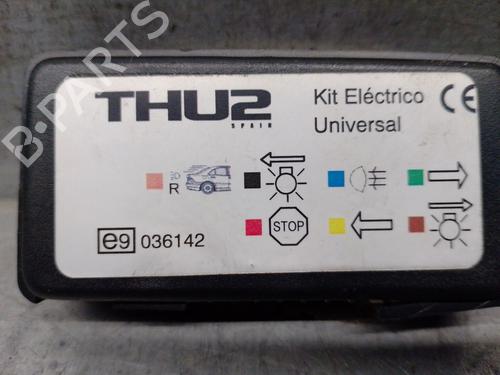 B-PARTS
THU2
SPAIN
Kit Eléctrico
Universal
CE
R
STOP
e9 036142